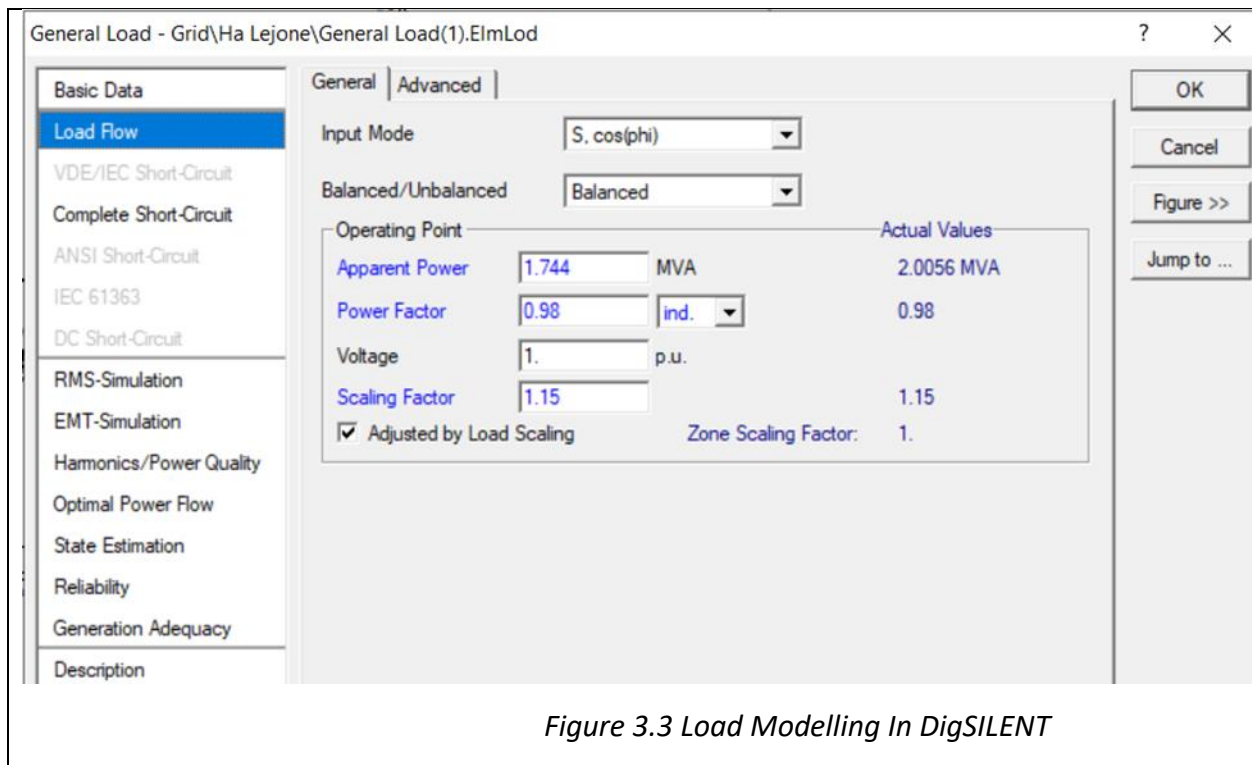 General Load - Grid\Ha Lejone\General Load(1).ElmLod ? X
Basic Data
Load Flow
VDE/IEC Short-Circuit
Complete Short-Circuit
ANSI Short-Circuit
IEC 61363
DC Short-Circuit
RMS-Simulation
EMT-Simulation
Harmonics/Power Quality
Optimal Power Flow
State Estimation
Reliability
Generation Adequacy
Description
General Advanced
Input Mode S, cos(phi)
Balanced/Unbalanced Balanced
Operating Point Actual Values
Apparent Power 1.744 MVA 2.0056 MVA
Power Factor 0.98 ind. 0.98
Voltage 1. p.u.
Scaling Factor 1.15 1.15
Adjusted by Load Scaling Zone Scaling Factor: 1.
OK
Cancel
Figure >>
Jump to ...
Figure 3.3 Load Modelling In DigSILENT